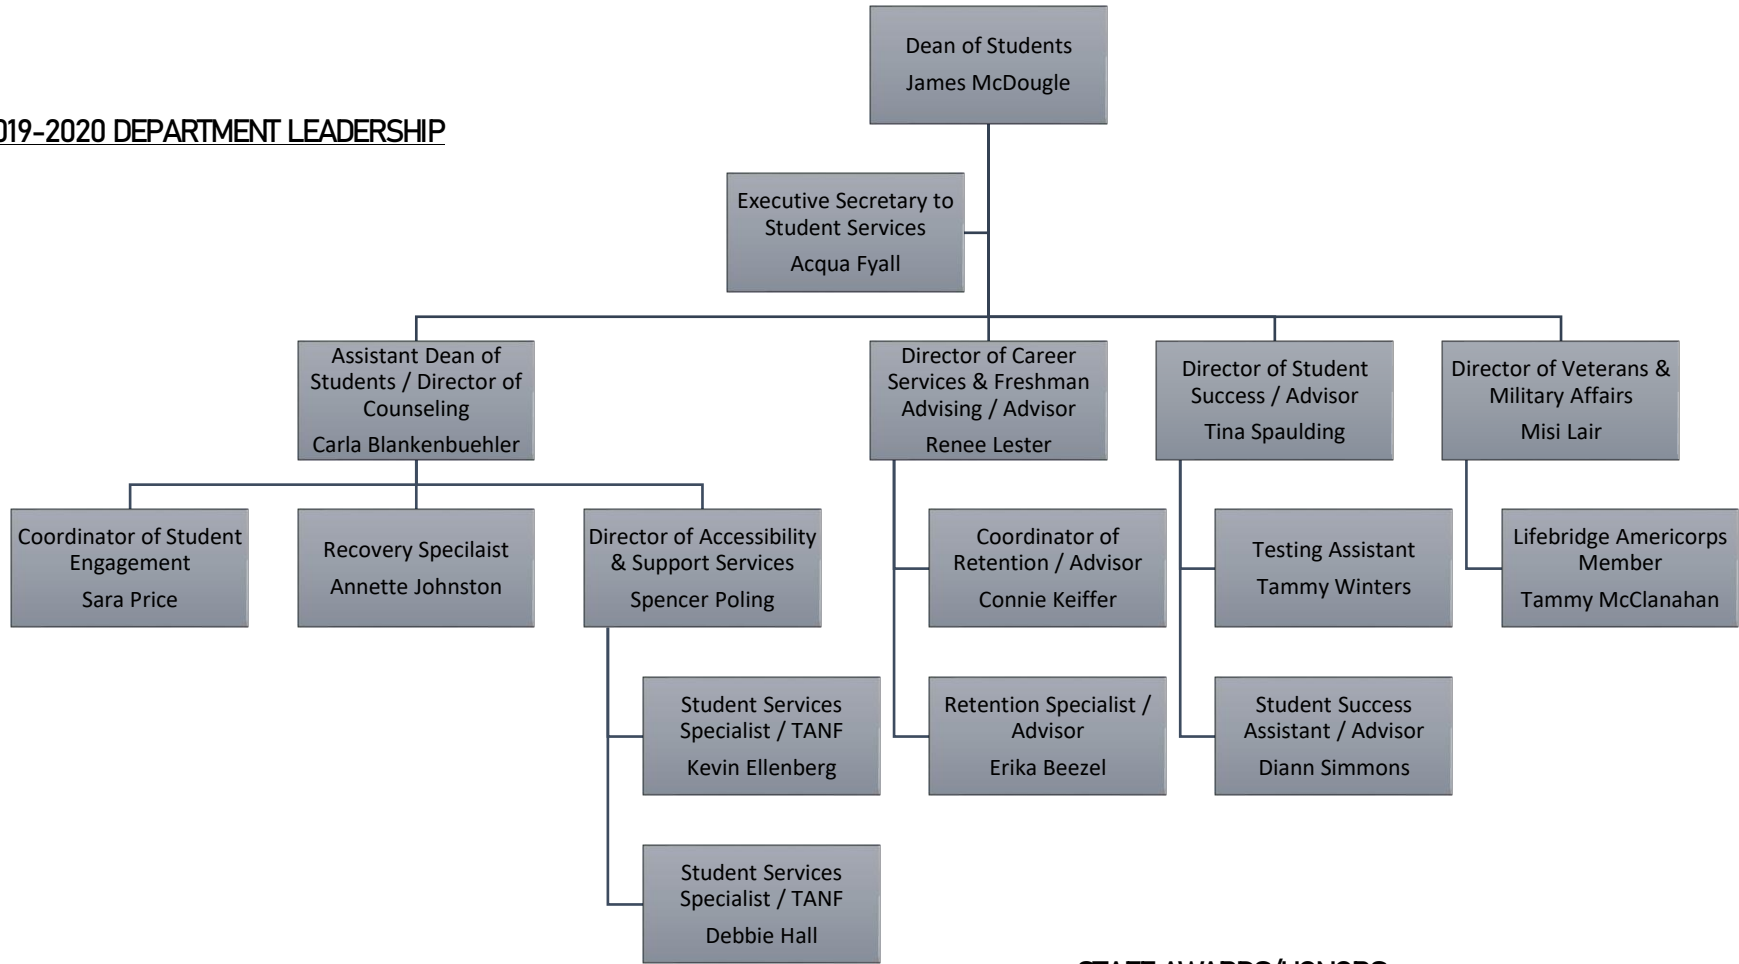 Dean of Students
James McDougle
019-2020 DEPARTMENT LEADERSHIP
Executive Secretary to
Student Services
Acqua Fyall
Assistant Dean of
Students / Director of
Counseling
Carla Blankenbuehler
Director of Career
Services & Freshman
Advising / Advisor
Renee Lester
Director of Student
Success / Advisor
Tina Spaulding
Director of Veterans &
Military Affairs
Misi Lair
Coordinator of Student
Engagement
Sara Price
Recovery Specilaist
Annette Johnston
Director of Accessibility
& Support Services
Spencer Poling
Coordinator of
Retention / Advisor
Connie Keiffer
Testing Assistant
Tammy Winters
Lifebridge Americorps
Member
Tammy McClanahan
Student Services
Specialist / TANF
Kevin Ellenberg
Retention Specialist /
Advisor
Erika Beezel
Student Success
Assistant / Advisor
Diann Simmons
Student Services
Specialist / TANF
Debbie Hall
STAFF AWARDS/HONORS